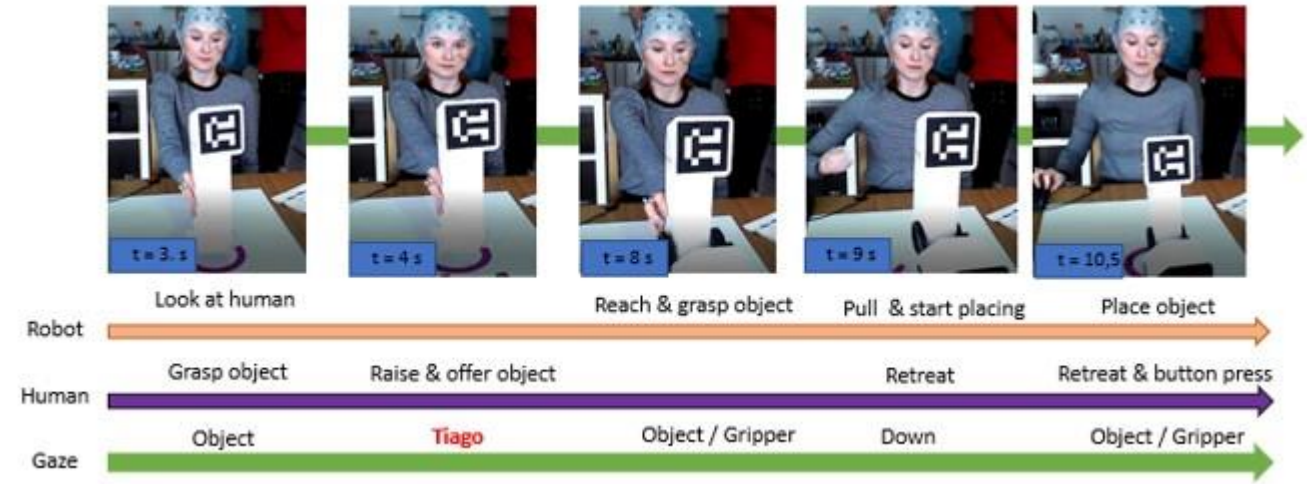 t = 3. s
t = 4 s
t = 8 s
t = 9 s
t = 10,5
Look at human
Reach & grasp object
Pull & start placing
Place object
Robot
Grasp object
Raise & offer object
Retreat
Retreat & button press
Human
Object
Tiago
Object / Gripper
Down
Object / Gripper
Gaze